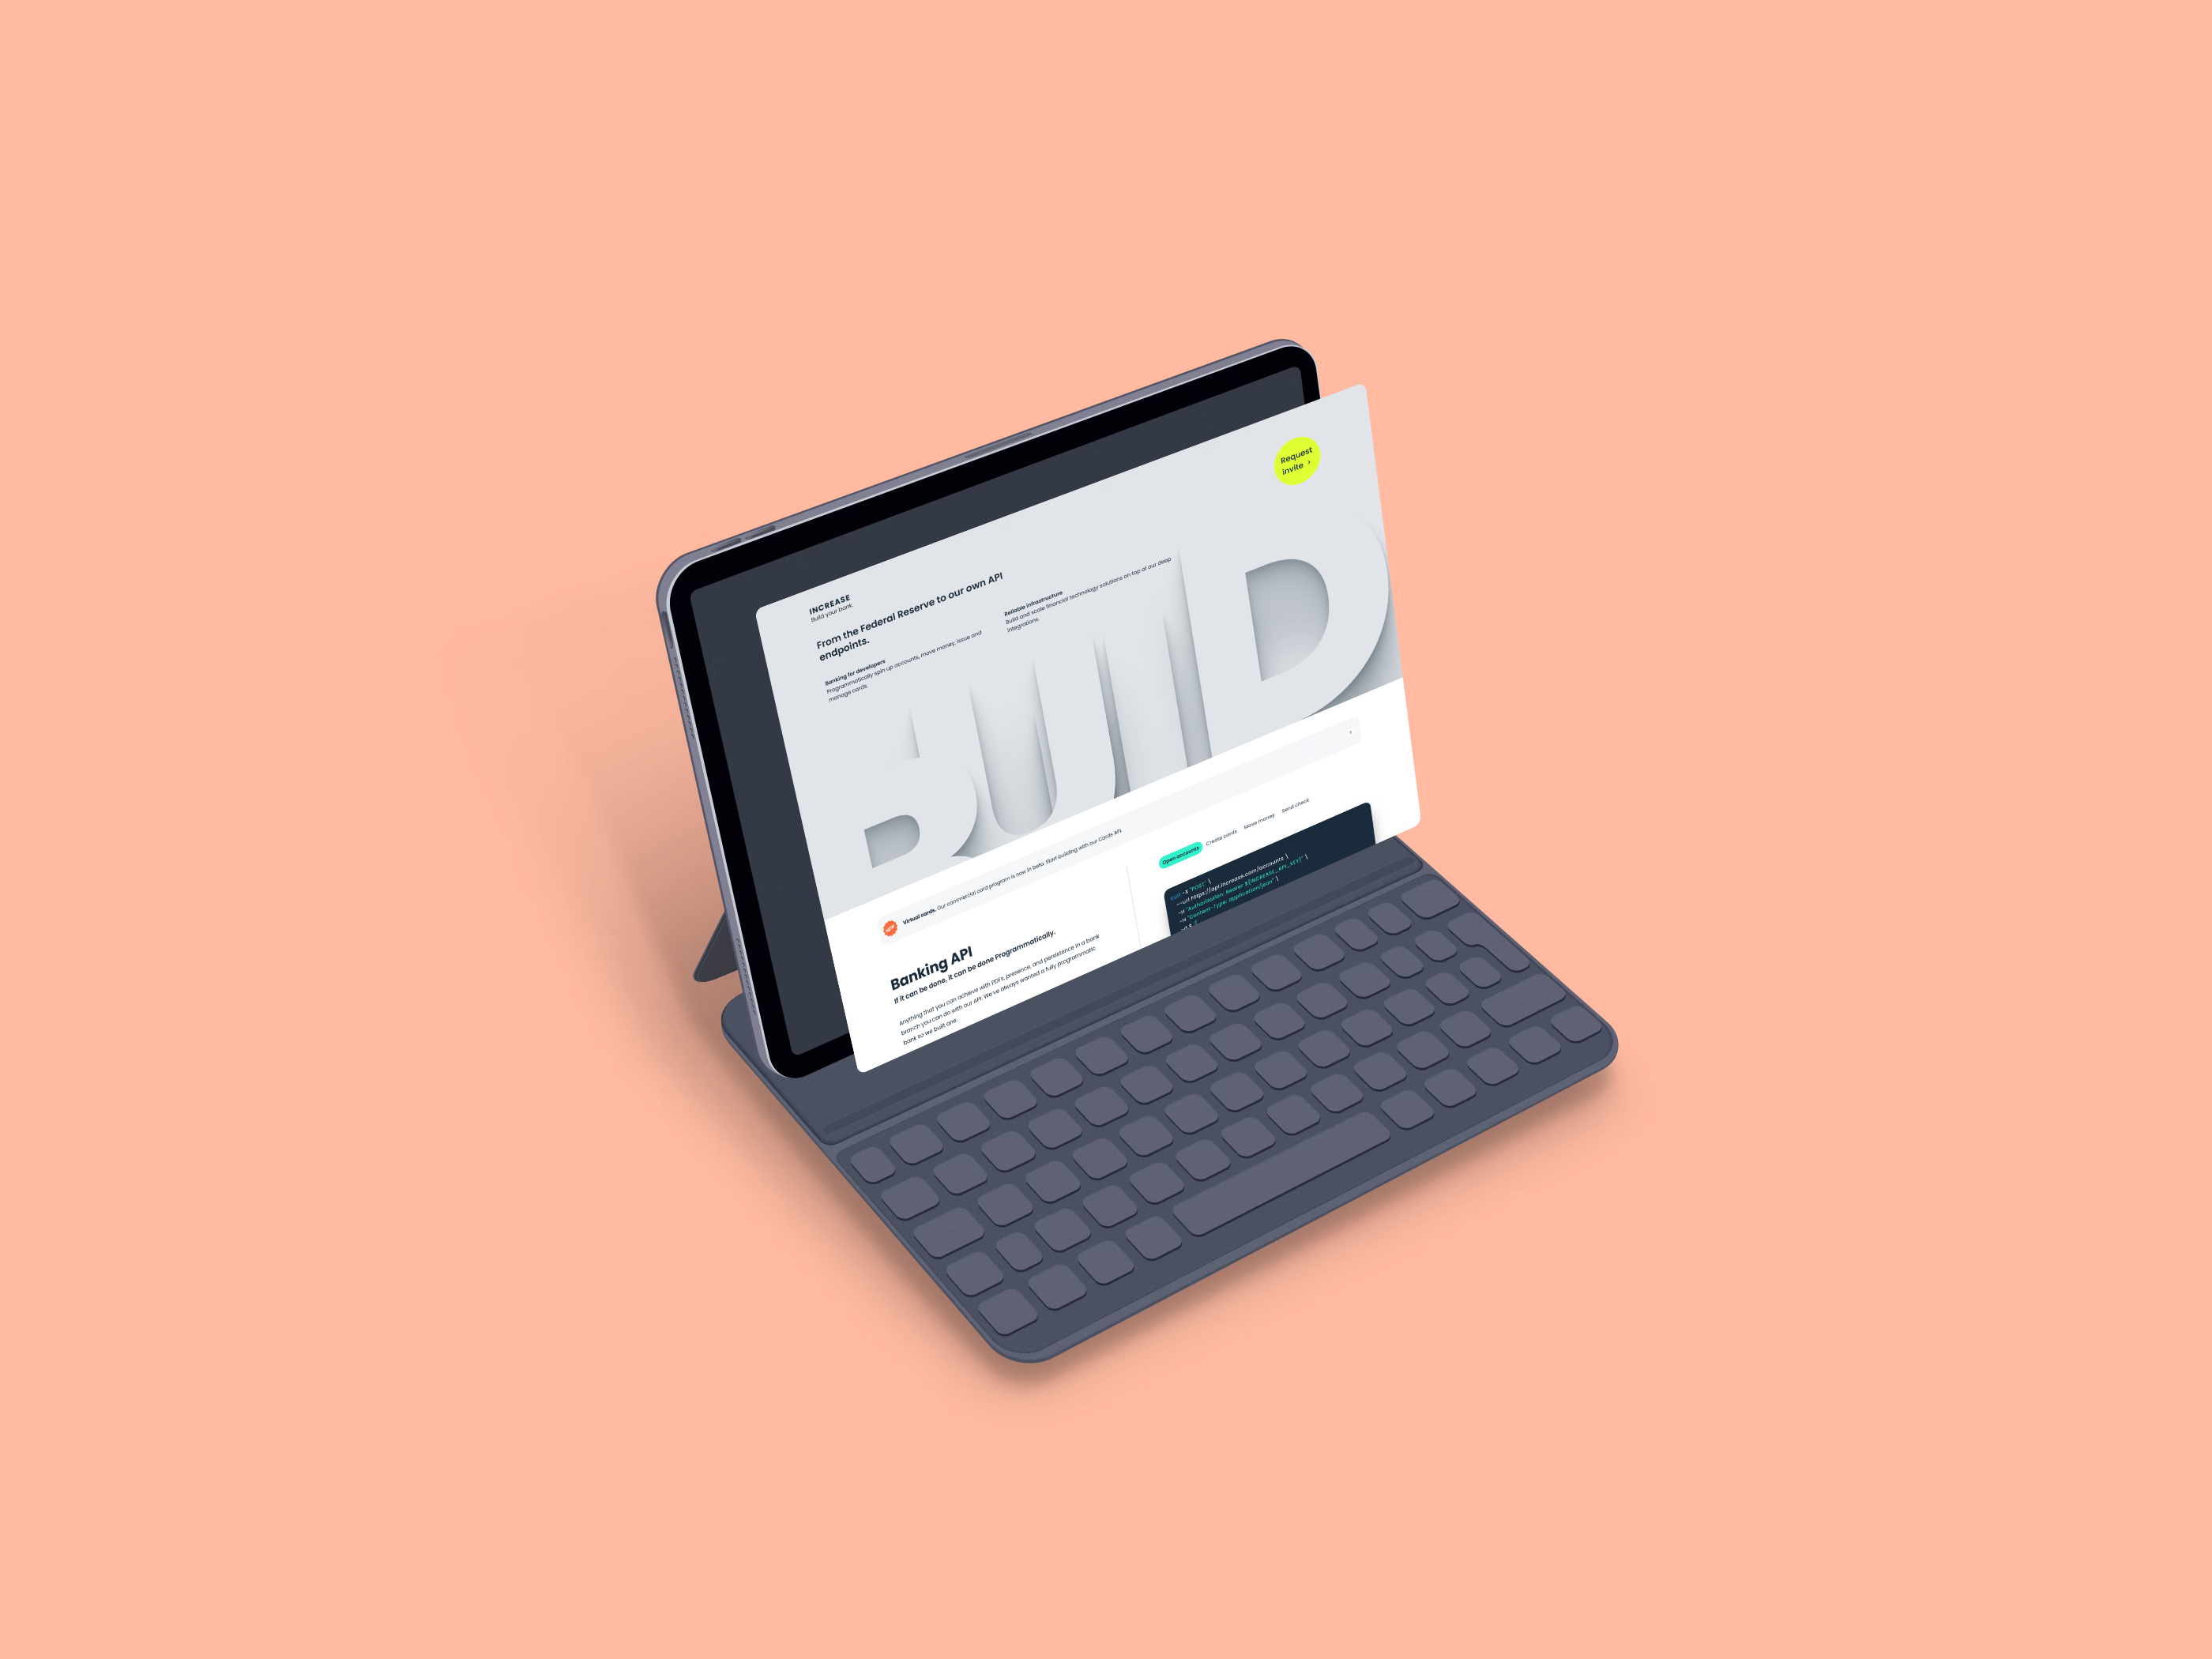 Request
invite ›
INCREASE
Build your bank
From the Federal Reserve to our own API
endpoints.
Banking for developers
Programmatically spin up accounts, move money, issue and
manage cards.
Reliable infrastructure
Build and scale financial technology solutions on top of our deep
integrations.
BUILD
NEW
Virtual cards. Our commercial card program is now in beta. Start building with our Cards API.
Banking API
If it can be done, it can be done Programmatically.
Anything that you can achieve with PDFs, presence, and persistence in a bank
branch you can do with our API. We've always wanted a fully programmatic
bank so we built one.
Open accounts
Create cards
Move money
Send check
curl -X "POST" \
--url https://api.increase.com/accounts \
-H "Authorization: Bearer ${INCREASE_API_KEY}" \
-H "Content-Type: application/json" \